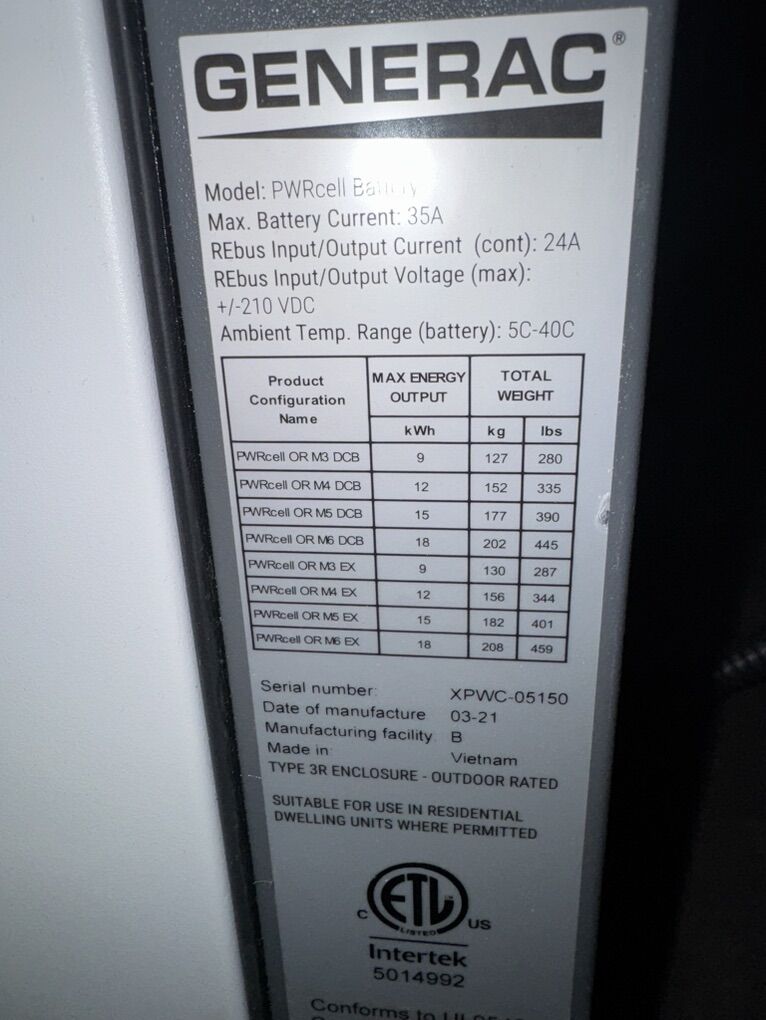 GENERAC®
Model: PWRcell Battery
Max. Battery Current: 35A
REbus Input/Output Current (cont): 24A
REbus Input/Output Voltage (max):
+/-210 VDC
Ambient Temp. Range (battery): 5C-40C
Product Configuration Name MAX ENERGY OUTPUT TOTAL WEIGHT
kWh kg lbs
PWRcell OR M3 DCB 9 127 280
PWRcell OR M4 DCB 12 152 335
PWRcell OR M5 DCB 15 177 390
PWRcell OR M6 DCB 18 202 445
PWRcell OR M3 EX 9 130 287
PWRcell OR M4 EX 12 156 344
PWRcell OR M5 EX 15 182 401
PWRcell OR M6 EX 18 208 459
Serial number: XPWC-05150
Date of manufacture 03-21
Manufacturing facility: B
Made in: Vietnam
TYPE 3R ENCLOSURE - OUTDOOR RATED
SUITABLE FOR USE IN RESIDENTIAL
DWELLING UNITS WHERE PERMITTED
ETL
LISTED
C US
Intertek
5014992
Conforms to UL